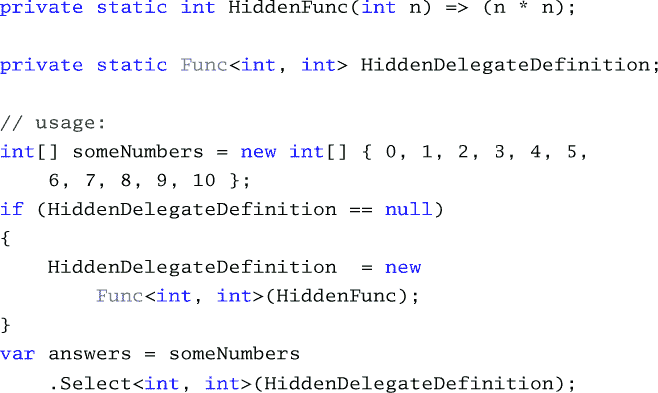 private static int HiddenFunc(int n) => (n * n);
private static Func<int, int> HiddenDelegateDefinition;
// usage:
int[] someNumbers = new int[] { 0, 1, 2, 3, 4, 5,
6, 7, 8, 9, 10 };
if (HiddenDelegateDefinition == null)
{
HiddenDelegateDefinition = new
Func<int, int>(HiddenFunc);
}
var answers = someNumbers
.Select<int, int>(HiddenDelegateDefinition);